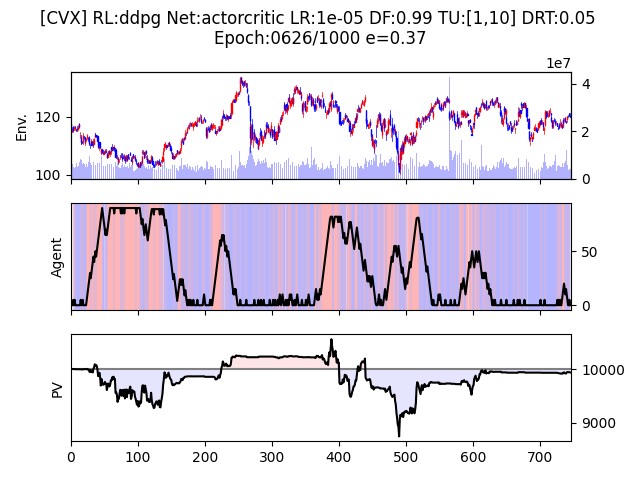 [CVX] RL:ddpg Net:actorcritic LR:1e-05 DF:0.99 TU:[1,10] DRT:0.05
Epoch:0626/1000 e=0.37
1e7
Env.
120
100
4
2
0
Agent
50
0
PV
10000
9000
0
100
200
300
400
500
600
700